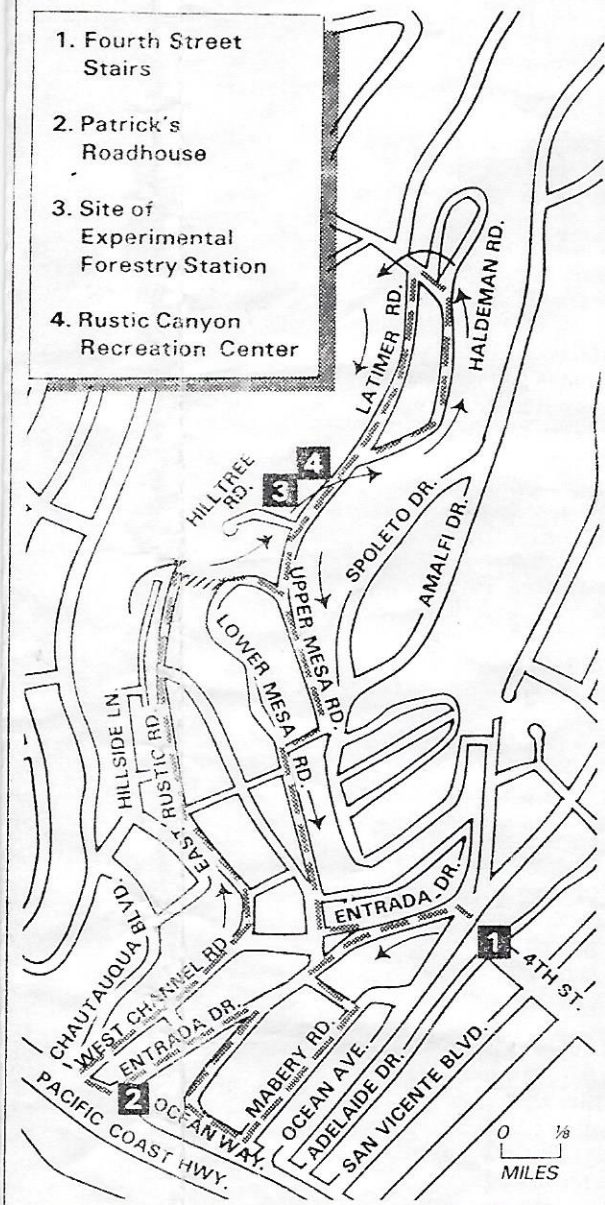 1. Fourth Street
Stairs
2. Patrick's
Roadhouse
3. Site of
Experimental
Forestry Station
4. Rustic Canyon
Recreation Center
LATIMER RD.
HALDEMAN RD.
4
3
HILLTREE
RD.
SPOLETO DR.
AMALFI DR.
UPPER MESA RD.
LOWER MESA RD.
HILLSIDE LN.
EAST RUSTIC RD.
CHAUTAUQUA BLVD.
ENTRADA DR.
1
4TH ST.
WEST CHANNEL RD
ENTRADA DR.
MABERY RD.
OCEAN AVE.
ADELAIDE DR.
SAN VICENTE BLVD.
2
OCEAN WAY.
PACIFIC COAST HWY.
0 1/8
MILES